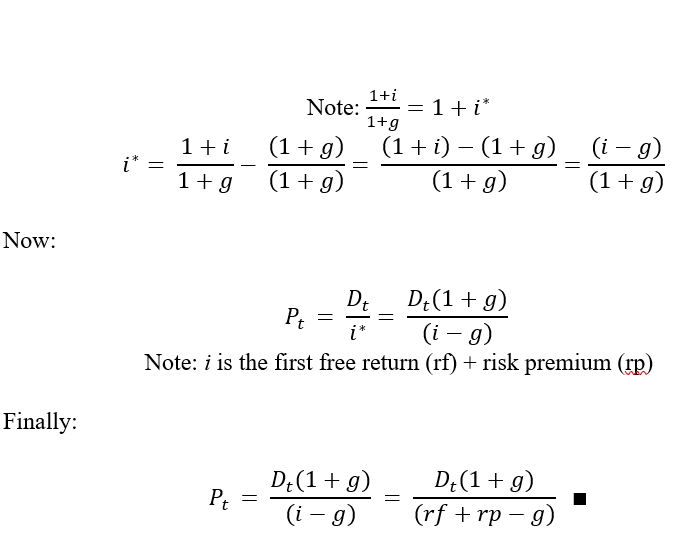 Note: \frac{1+i}{1+g} = 1 + i^*
i^* = \frac{1+i}{1+g} - \frac{(1+g)}{(1+g)} = \frac{(1+i)-(1+g)}{(1+g)} = \frac{(i-g)}{(1+g)}
Now:
P_t = \frac{D_t}{i^*} = \frac{D_t(1+g)}{(i-g)}
Note: i is the first free return (rf) + risk premium (rp)
Finally:
P_t = \frac{D_t(1+g)}{(i-g)} = \frac{D_t(1+g)}{(rf+rp-g)} ■